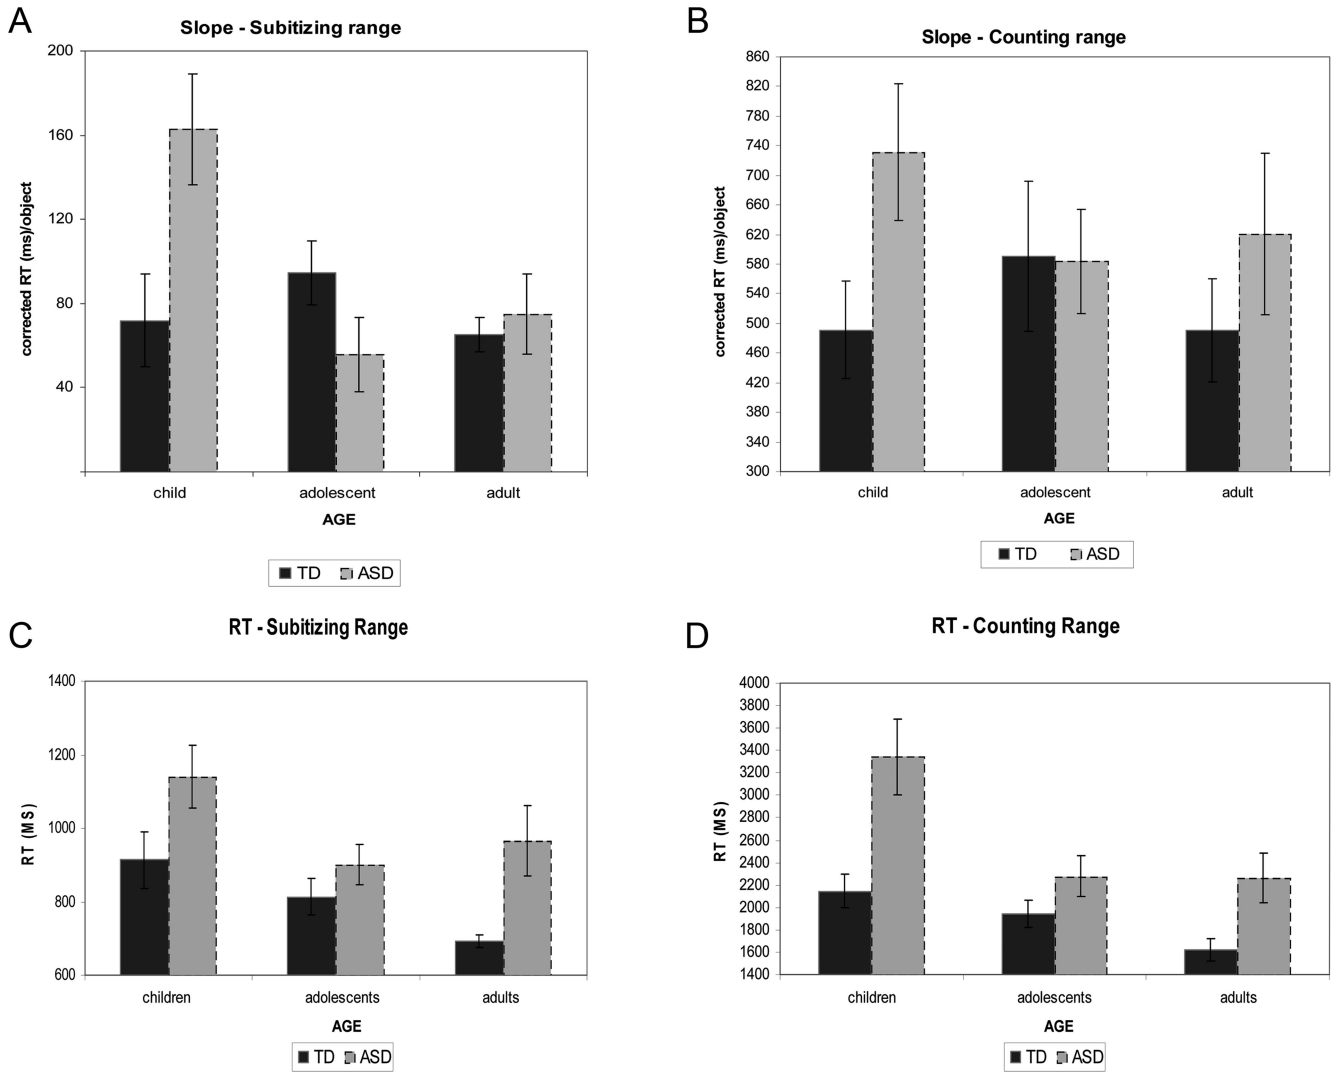 A
Slope - Subitizing range
200
160
120
80
40
corrected RT (ms)/object
child
adolescent
adult
AGE
TD ASD
B
Slope - Counting range
860
820
780
740
700
660
620
580
540
500
460
420
380
340
300
corrected RT (ms)/object
child
adolescent
adult
AGE
TD ASD
C
RT - Subitizing Range
1400
1200
1000
800
600
RT (MS)
children
adolescents
adults
AGE
TD ASD
D
RT - Counting Range
4000
3800
3600
3400
3200
3000
2800
2600
2400
2200
2000
1800
1600
1400
RT (MS)
children
adolescents
adults
AGE
TD ASD